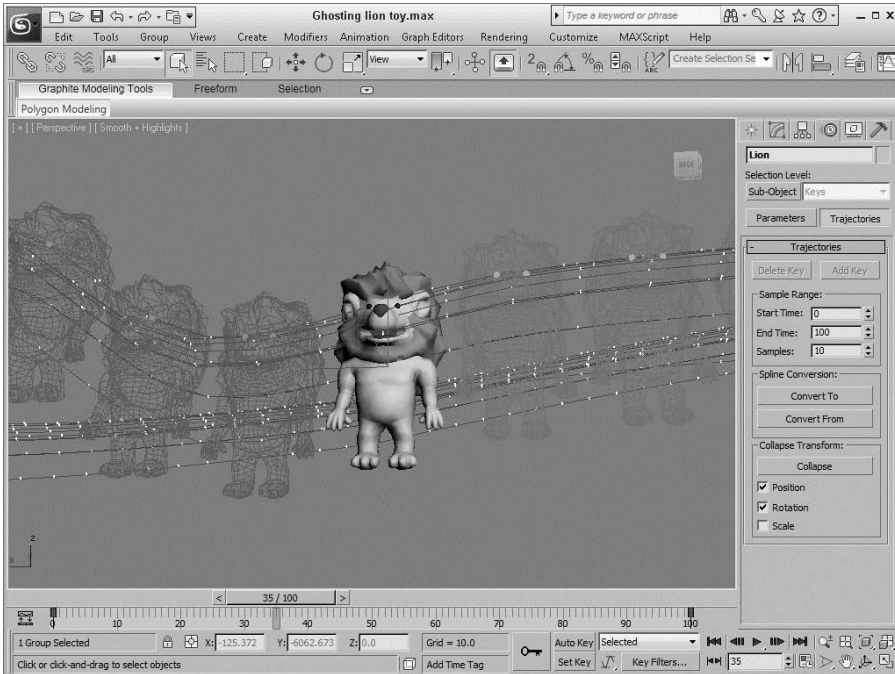 Ghosting lion toy.max
Type a keyword or phrase
Edit Tools Group Views Create Modifiers Animation Graph Editors Rendering Customize MAXScript Help
All View Create Selection Se
Graphite Modeling Tools Freeform Selection
Polygon Modeling
[ + ] [ Perspective ] [ Smooth + Highlights ]
BACK
Lion
Selection Level:
Sub-Object Keys
Parameters Trajectories
- Trajectories
Delete Key Add Key
Sample Range:
Start Time: 0
End Time: 100
Samples: 10
Spline Conversion:
Convert To
Convert From
Collapse Transform:
Collapse
Position
Rotation
Scale
z
x
< 35 / 100 >
0 10 20 30 40 50 60 70 80 90 100
1 Group Selected X: -125.372 Y: -6062.673 Z: 0.0 Grid = 10.0 Auto Key Selected
Click or click-and-drag to select objects Add Time Tag Set Key Key Filters... 35